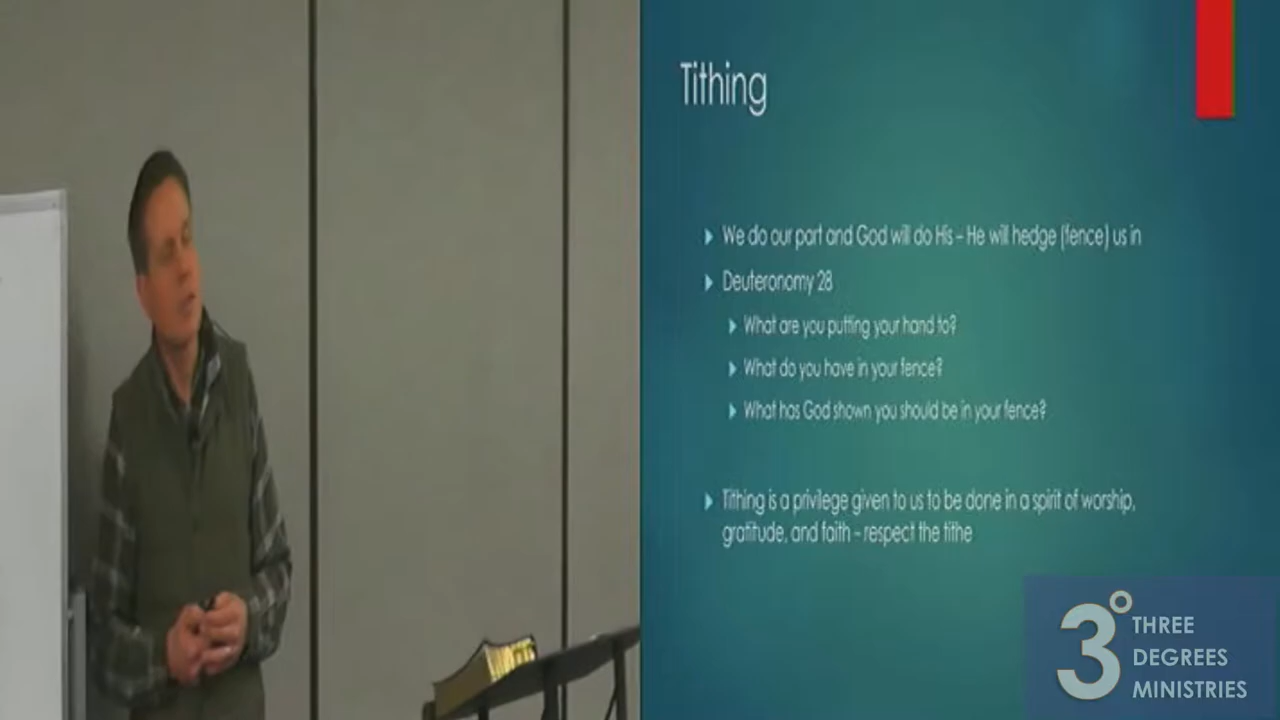 Tithing
We do our part and God will do His – He will hedge (fence) us in
Deuteronomy 28
What are you putting your hand to?
What do you have in your fence?
What has God shown you should be in your fence?
Tithing is a privilege given to us to be done in a spirit of worship,
gratitude, and faith – respect the tithe
3°
THREE
DEGREES
MINISTRIES